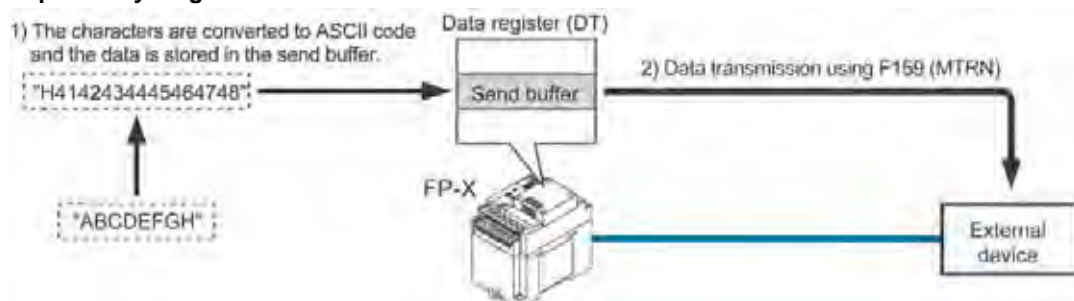 1) The characters are converted to ASCII code
and the data is stored in the send buffer.
"H4142434445464748"
"ABCDEFGH"
Data register (DT)
Send buffer
FP-X
2) Data transmission using F159 (MTRN)
External
device